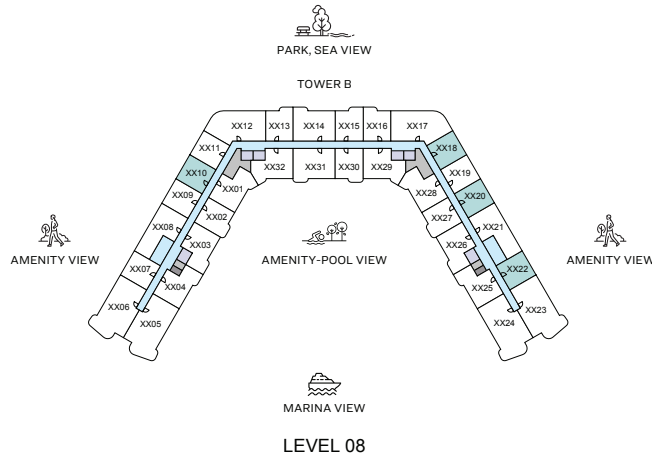 PARK, SEA VIEW
TOWER B
XX12
XX13
XX14
XX15
XX16
XX17
XX11
XX18
XX10
XX01
XX32
XX31
XX30
XX29
XX28
XX19
XX09
XX02
XX27
XX20
XX08
XX03
XX26
XX21
AMENITY VIEW
AMENITY-POOL VIEW
AMENITY VIEW
XX07
XX04
XX25
XX22
XX06
XX05
XX24
XX23
MARINA VIEW
LEVEL 08